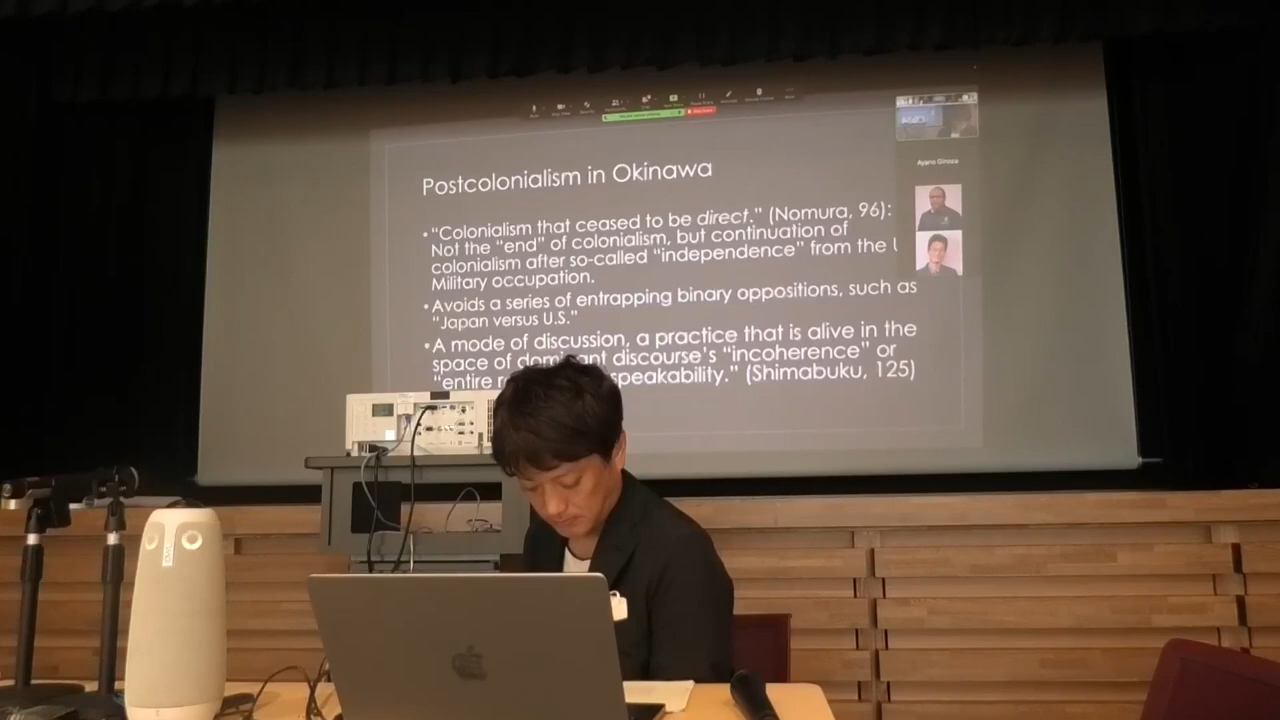 Ayano Ginoza
Postcolonialism in Okinawa
• "Colonialism that ceased to be direct." (Nomura, 96):
Not the "end" of colonialism, but continuation of
colonialism after so-called "independence" from the
Military occupation.
• Avoids a series of entrapping binary oppositions, such as
"Japan versus U.S."
• A mode of discussion, a practice that is alive in the
space of discourse's "incoherence" or
"entire speakability." (Shimabuku, 125)